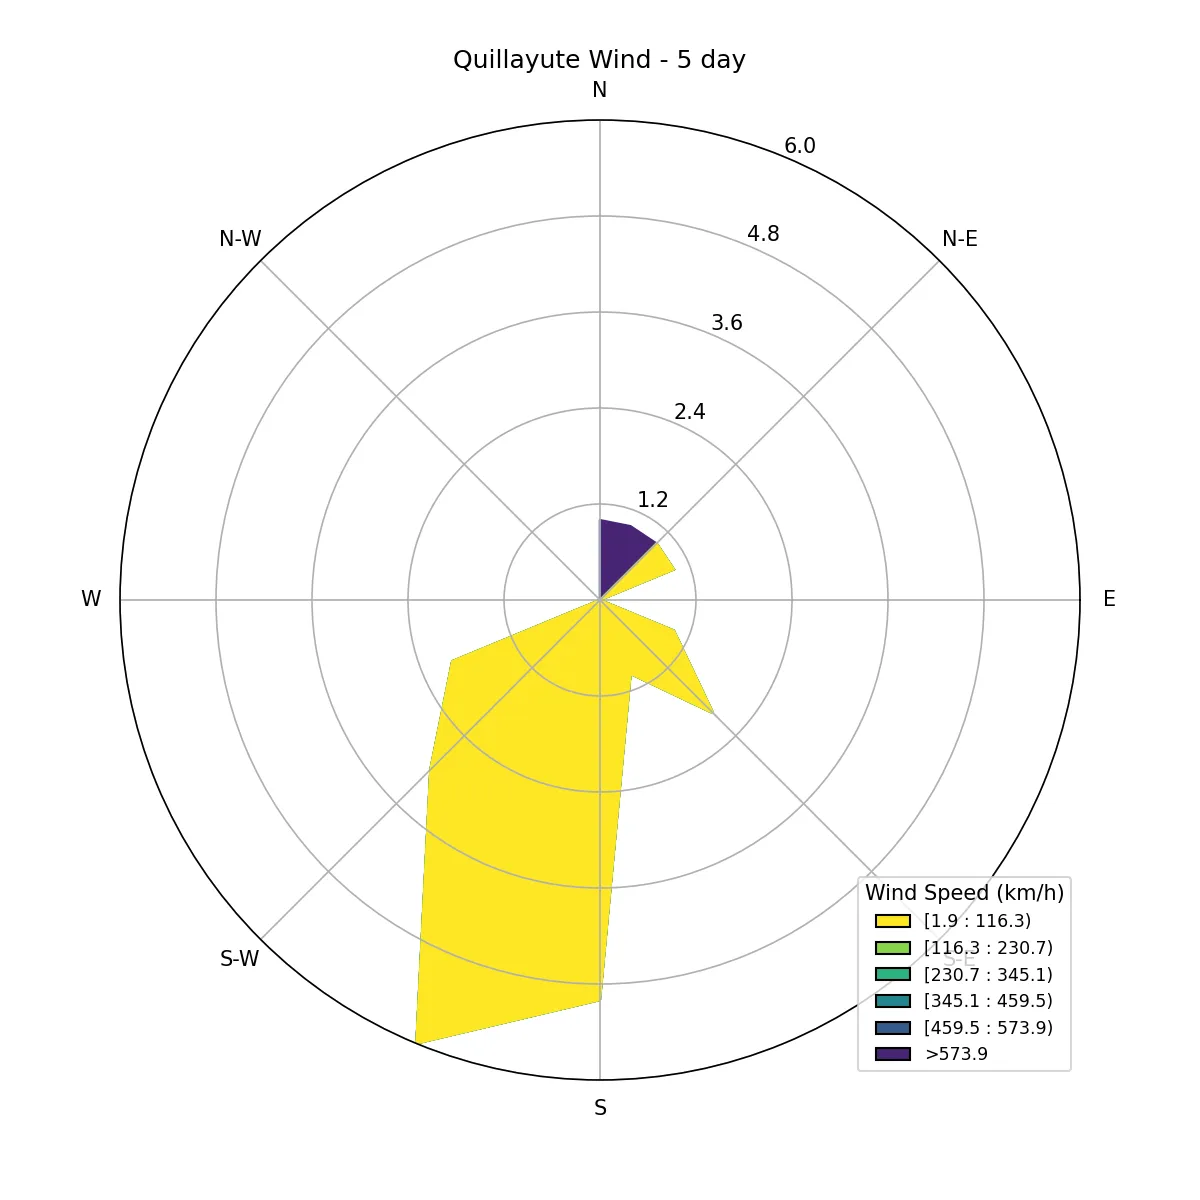 Quillayute Wind - 5 day
N
6.0
4.8
N-W
N-E
3.6
2.4
1.2
W
E
Wind Speed (km/h)
[1.9 : 116.3)
[116.3 : 230.7)
S-W
S-E
[230.7 : 345.1)
[345.1 : 459.5)
[459.5 : 573.9)
>573.9
S